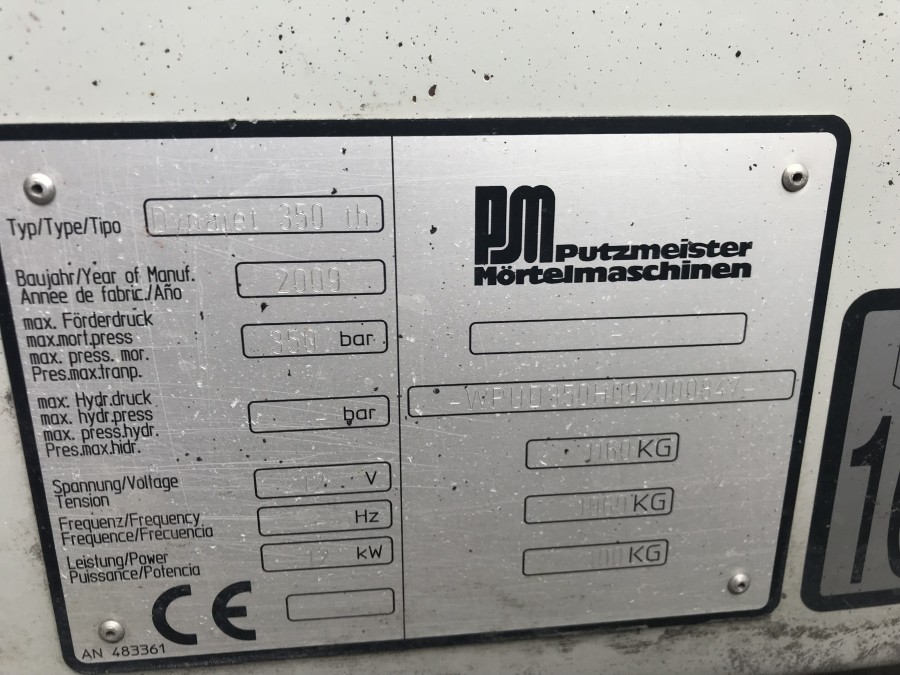 Typ/Type/Tipo Dynajet 350 th
Baujahr/Year of Manuf.
Annee de fabric./Año 2009
max. Förderdruck
max.mort.press
max. press. mor.
Pres.max.tranp.
350 bar
max. Hydr.druck
max. hydr.press
max. press.hydr.
Pres.max.hidr.
- bar
Spannung/Voltage
Tension
12 V
Frequenz/Frequency
Frequence/Frecuencia
- Hz
Leistung/Power
Puissance/Potencia
kW
CE
AN 483361
PM Putzmeister
Mörtelmaschinen
-
KG
KG
KG